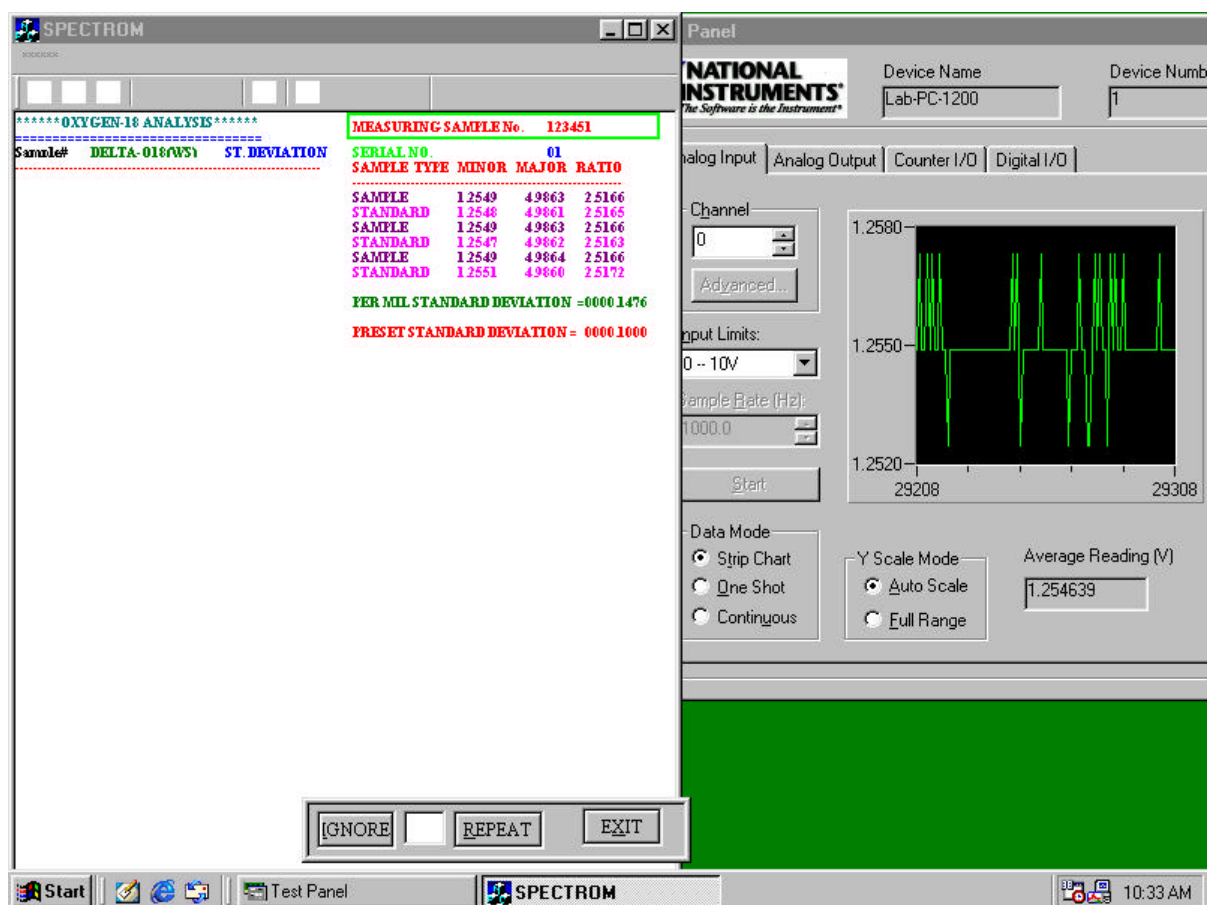 SPECTROM
xxxxxx
******OXYGEN-18 ANALYSIS******
==============================
Sample# DELTA-O18(WS) ST. DEVIATION
MEASURING SAMPLE No. 123451
SERIAL NO. 01
SAMPLE TYPE MINOR MAJOR RATIO
SAMPLE 1.2549 4.9863 2.5166
STANDARD 1.2548 4.9861 2.5165
SAMPLE 1.2549 4.9863 2.5166
STANDARD 1.2547 4.9862 2.5163
SAMPLE 1.2549 4.9864 2.5166
STANDARD 1.2551 4.9860 2.5172
PER MIL STANDARD DEVIATION =0000.1476
PRESET STANDARD DEVIATION = 0000.1000
IGNORE REPEAT EXIT
Panel
NATIONAL
INSTRUMENTS
The Software is the Instrument
Device Name
Lab-PC-1200
Device Numb
1
nalog Input Analog Output Counter I/O Digital I/O
Channel
0
Advanced...
nput Limits:
0 -- 10V
Sample Rate (Hz):
1000.0
Start
1.2580
1.2550
1.2520
29208 29308
Data Mode
Strip Chart
One Shot
Continuous
Y Scale Mode
Auto Scale
Full Range
Average Reading (V)
1.254639
Start Test Panel SPECTROM 10:33 AM